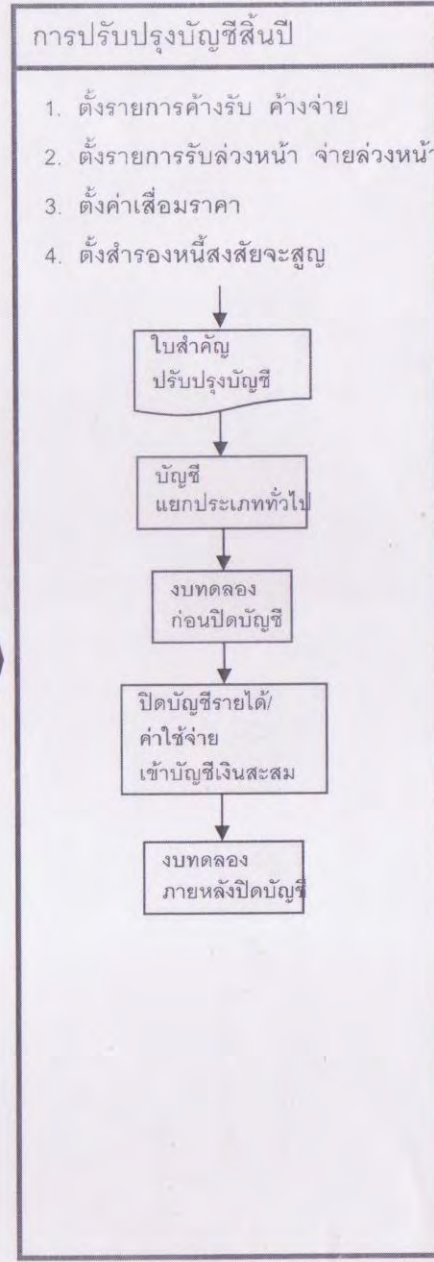 การปรับปรุงบัญชีสิ้นปี
1. ตั้งรายการค้างรับ ค้างจ่าย
2. ตั้งรายการรับล่วงหน้า จ่ายล่วงหน้า
3. ตั้งค่าเสื่อมราคา
4. ตั้งสำรองหนี้สงสัยจะสูญ
ใบสำคัญ
ปรับปรุงบัญชี
บัญชี
แยกประเภททั่วไป
งบทดลอง
ก่อนปิดบัญชี
ปิดบัญชีรายได้/
ค่าใช้จ่าย
เข้าบัญชีเงินสะสม
งบทดลอง
ภายหลังปิดบัญชี